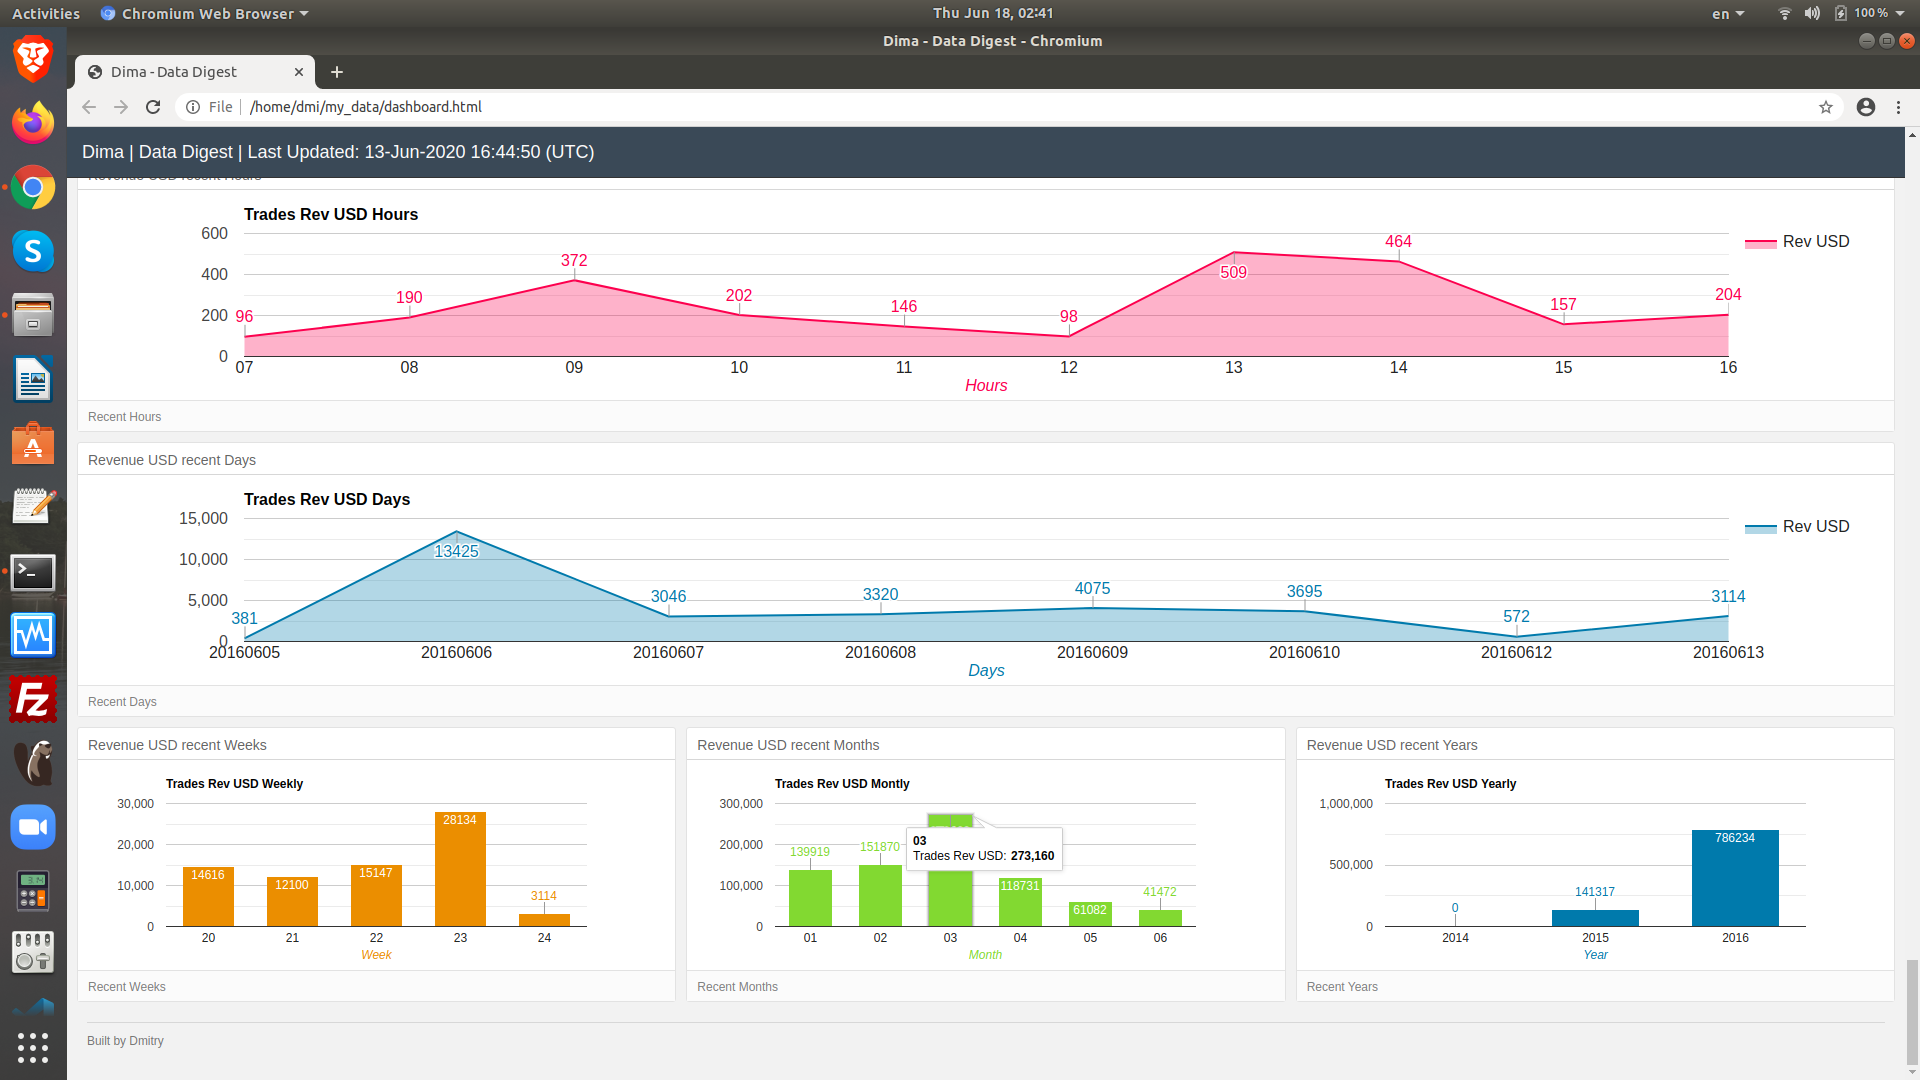 Activities Chromium Web Browser Thu Jun 18, 02:41 en 100 %
Dima - Data Digest - Chromium
Dima - Data Digest
File /home/dmi/my_data/dashboard.html
Dima | Data Digest | Last Updated: 13-Jun-2020 16:44:50 (UTC)
Revenue USD recent Hours
Trades Rev USD Hours
600
400
200
0
96 190 372 202 146 98 509 464 157 204
Rev USD
07 08 09 10 11 12 13 14 15 16
Hours
Recent Hours
Revenue USD recent Days
Trades Rev USD Days
15,000
10,000
5,000
0
381 13425 3046 3320 4075 3695 572 3114
Rev USD
20160605 20160606 20160607 20160608 20160609 20160610 20160612 20160613
Days
Recent Days
Revenue USD recent Weeks
Trades Rev USD Weekly
30,000
20,000
10,000
0
14616 12100 15147 28134 3114
20 21 22 23 24
Week
Recent Weeks
Revenue USD recent Months
Trades Rev USD Montly
300,000
200,000
100,000
0
139919 151870 118731 61082 41472
03
Trades Rev USD: 273,160
01 02 03 04 05 06
Month
Recent Months
Revenue USD recent Years
Trades Rev USD Yearly
1,000,000
500,000
0
0 141317 786234
2014 2015 2016
Year
Recent Years
Built by Dmitry